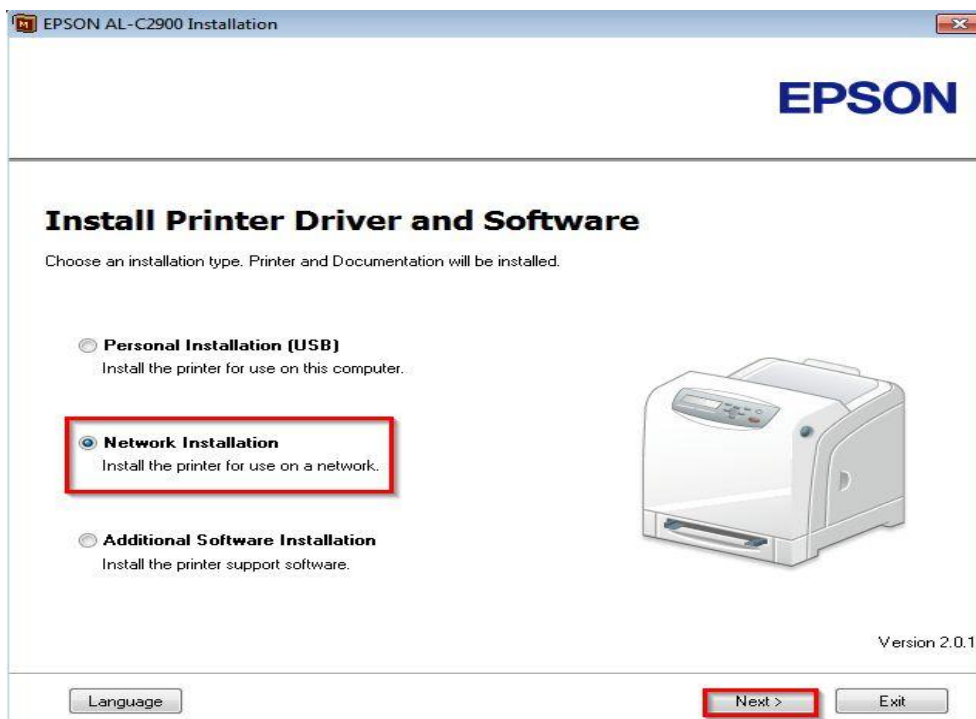 EPSON AL-C2900 Installation
EPSON
Install Printer Driver and Software
Choose an installation type. Printer and Documentation will be installed.
Personal Installation (USB)
Install the printer for use on this computer.
Network Installation
Install the printer for use on a network.
Additional Software Installation
Install the printer support software.
Version 2.0.1
Language
Next >
Exit